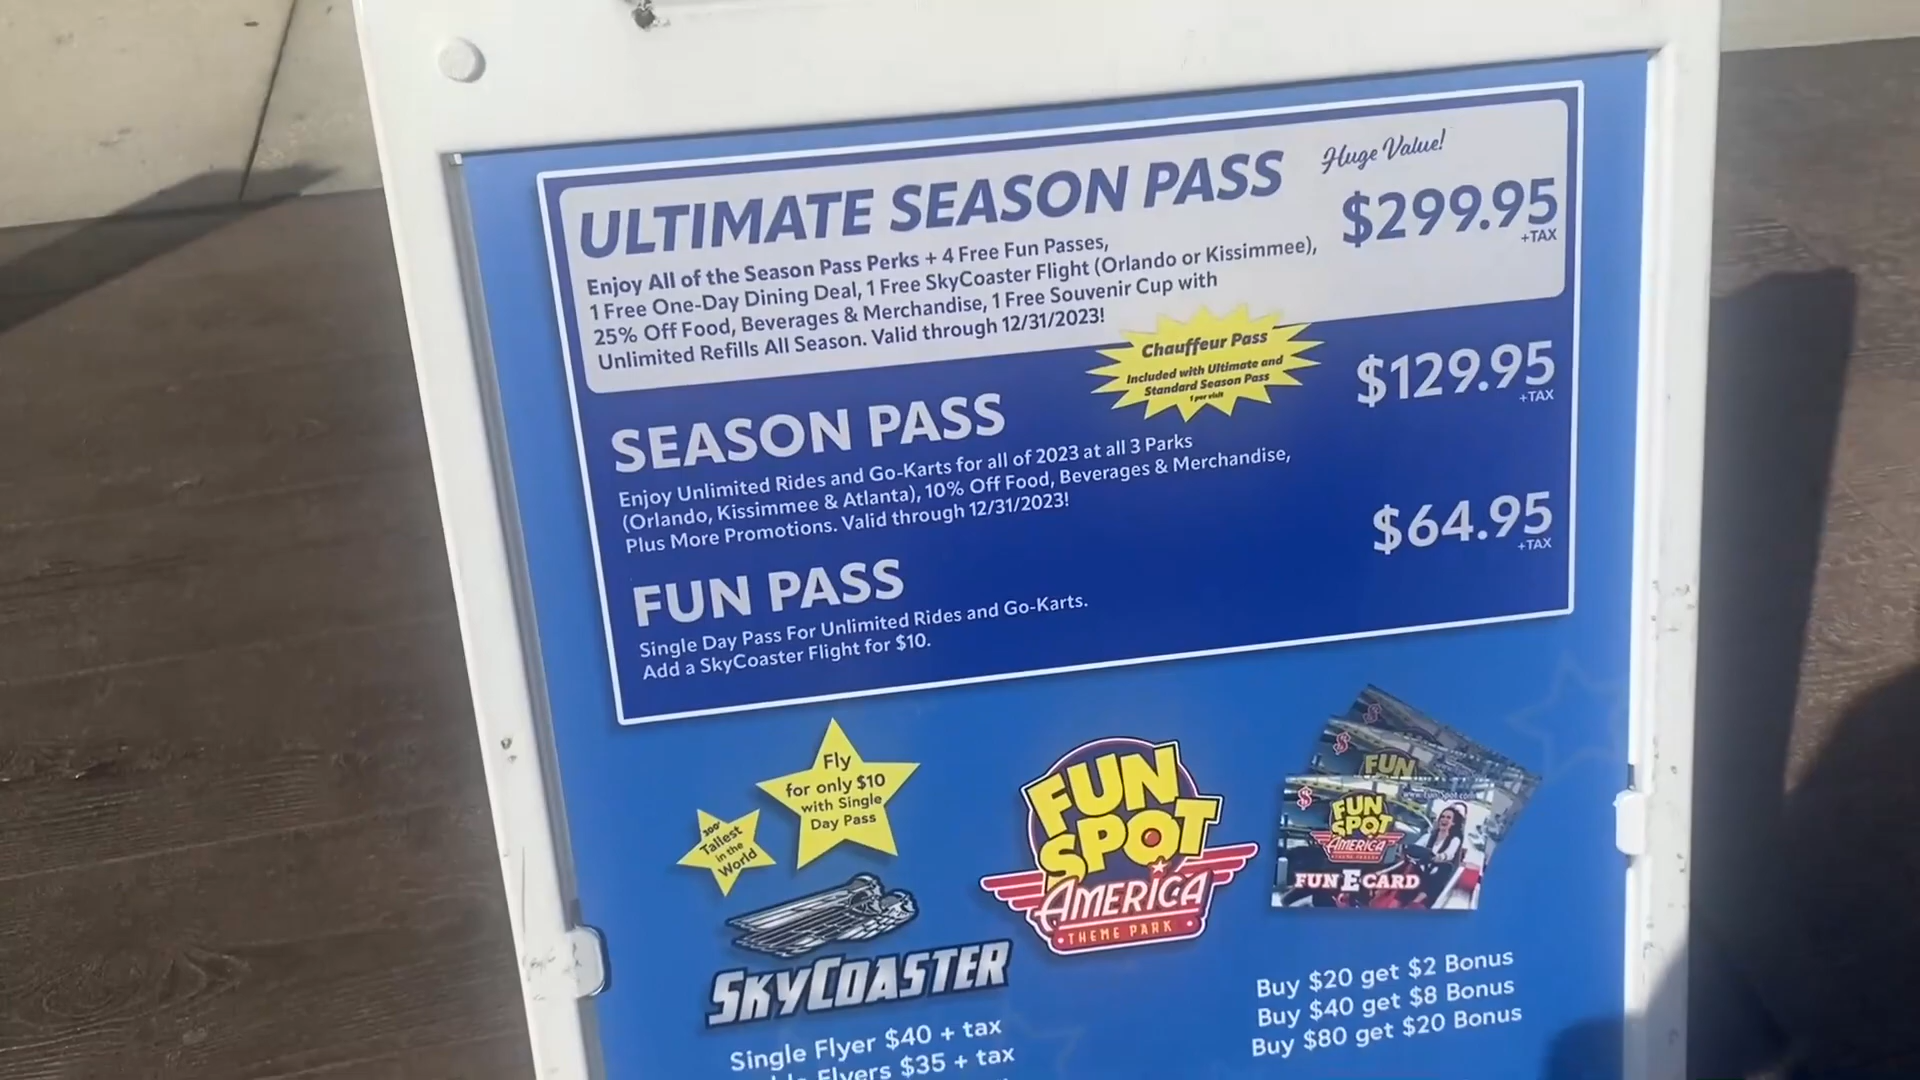 Huge Value!
ULTIMATE SEASON PASS
$299.95
+TAX
Enjoy All of the Season Pass Perks + 4 Free Fun Passes,
1 Free One-Day Dining Deal, 1 Free SkyCoaster Flight (Orlando or Kissimmee),
25% Off Food, Beverages & Merchandise, 1 Free Souvenir Cup with
Unlimited Refills All Season. Valid through 12/31/2023!
Chauffeur Pass
Included with Ultimate and
Standard Season Pass
1 per visit
SEASON PASS
$129.95
+TAX
Enjoy Unlimited Rides and Go-Karts for all of 2023 at all 3 Parks
(Orlando, Kissimmee & Atlanta), 10% Off Food, Beverages & Merchandise,
Plus More Promotions. Valid through 12/31/2023!
FUN PASS
$64.95
+TAX
Single Day Pass For Unlimited Rides and Go-Karts.
Add a SkyCoaster Flight for $10.
Fly
for only $10
with Single
Day Pass
300'
Tallest
in the
World
SKYCOASTER
Single Flyer $40 + tax
Flyers $35 + tax
FUN
SPOT
AMERICA
THEME PARK
$
$
FUN
$
www.Fun-Spot.com
FUN
SPOT
AMERICA
FUN E CARD
Buy $20 get $2 Bonus
Buy $40 get $8 Bonus
Buy $80 get $20 Bonus